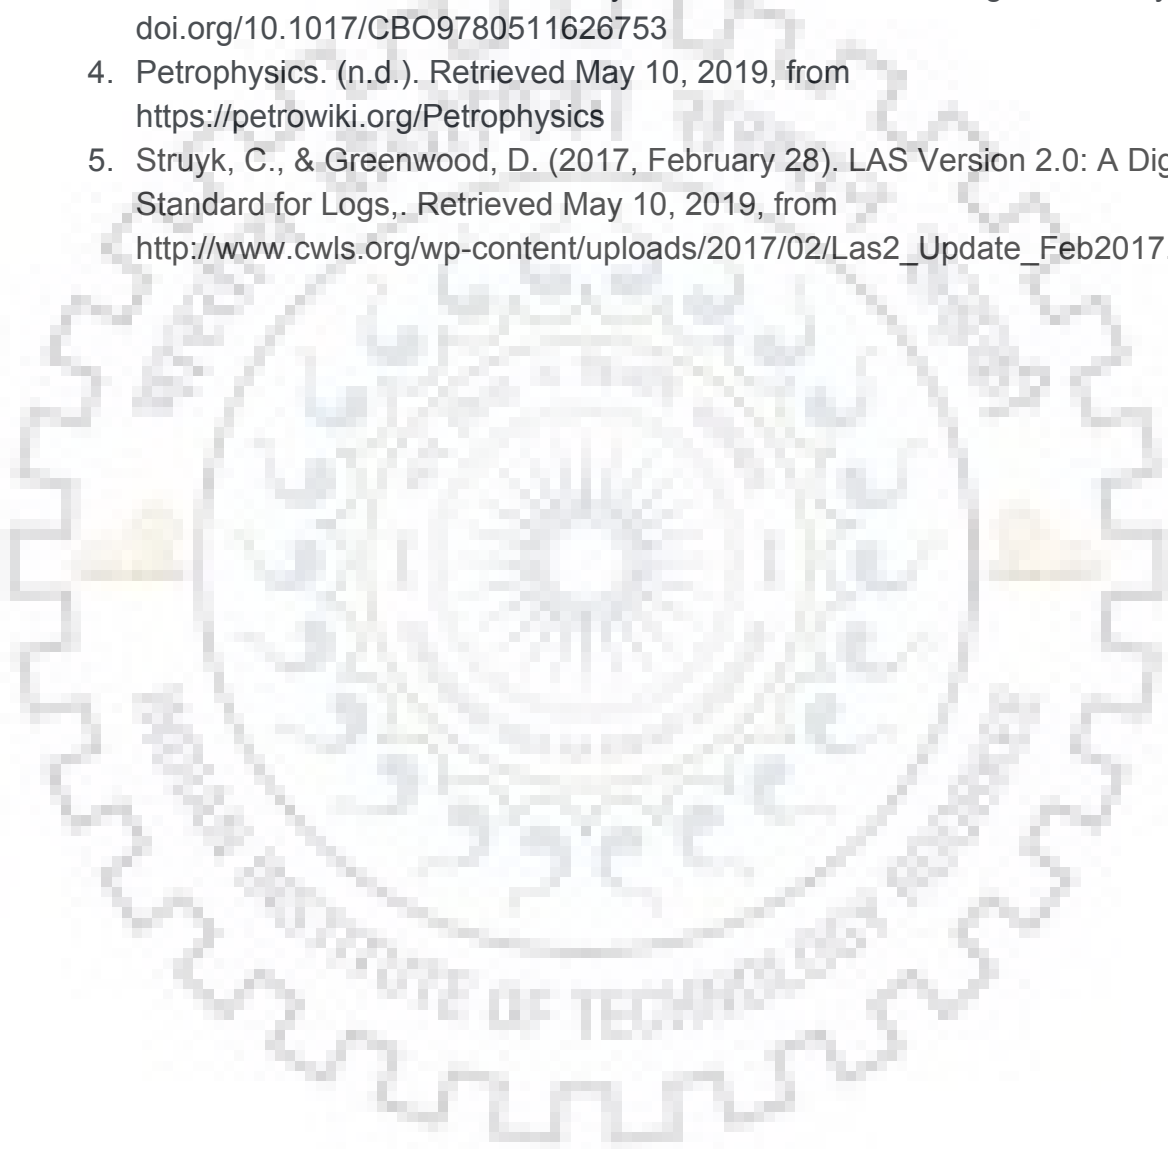 doi.org/10.1017/CBO9780511626753
4. Petrophysics. (n.d.). Retrieved May 10, 2019, from
https://petrowiki.org/Petrophysics
5. Struyk, C., & Greenwood, D. (2017, February 28). LAS Version 2.0: A Dig
Standard for Logs,. Retrieved May 10, 2019, from
http://www.cwls.org/wp-content/uploads/2017/02/Las2_Update_Feb2017.
INSTITUTE OF TECHNOLOGY